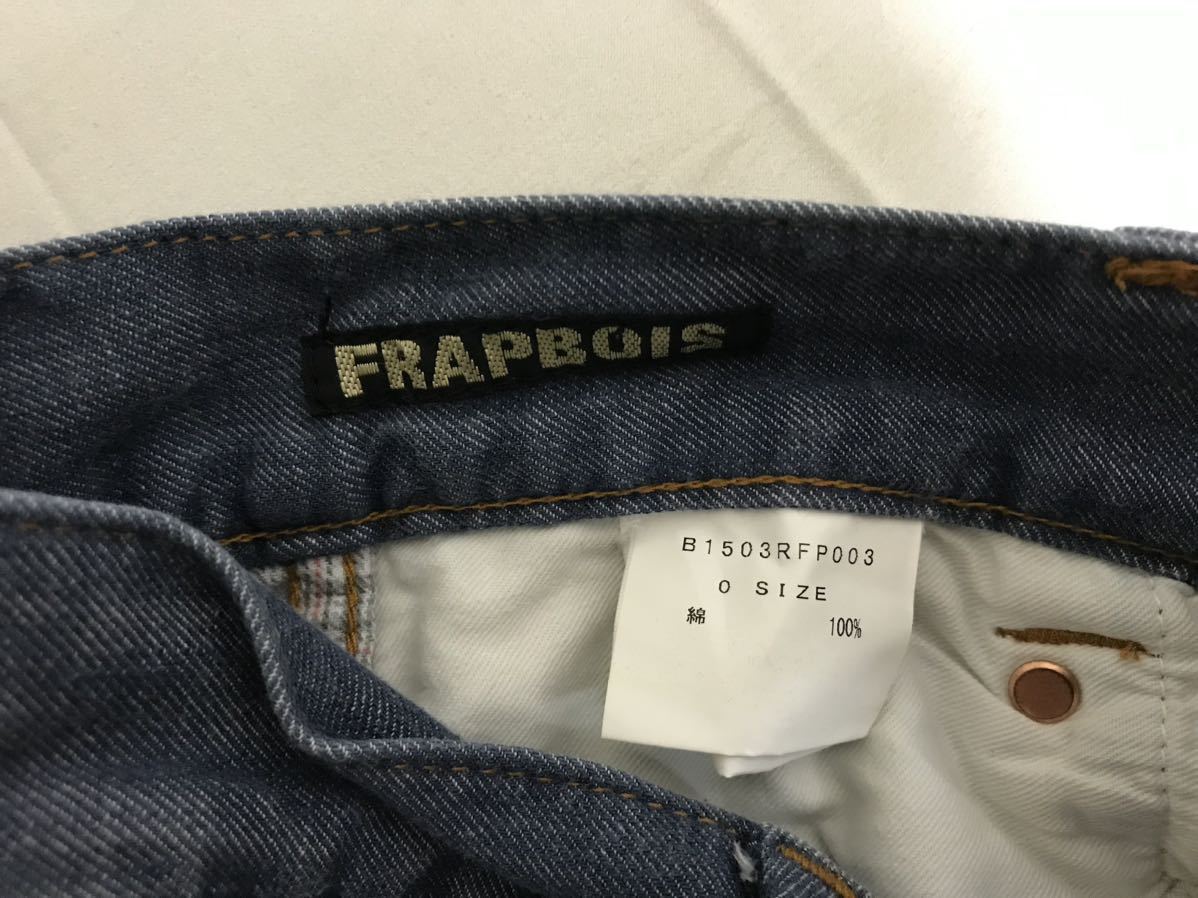 FRAPBOIS
B1503RFP003
0 SIZE
綿 100%